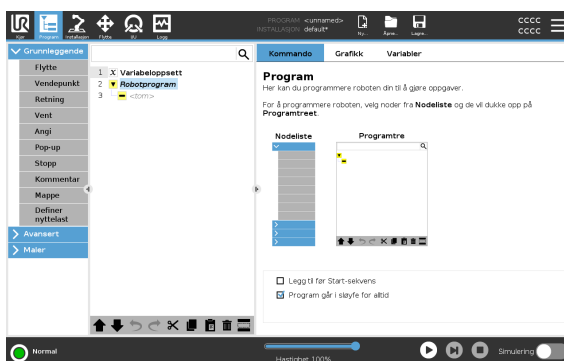 PROGRAM <unnamed>
INSTALLASJON default*
CCCC
CCCC
Kjør Program Installasjon Flytte I/U Logg
Ny... Åpne... Lagre...
Grunnleggende
Flytte
Vendepunkt
Retning
Vent
Angi
Pop-up
Stopp
Kommentar
Mappe
Definer
nyttelast
Avansert
Maler
1 X Variabeloppsett
2 Robotprogram
3 <tom>
Kommando Grafikk Variabler
Program
Her kan du programmere roboten din til å gjøre oppgaver.
For å programmere roboten, velg noder fra Nodeliste og de vil dukke opp på
Programtreet.
Nodeliste Programtre
Legg til før Start-sekvens
Program går i sløyfe for alltid
Normal
Hastighet 100%
Simulering